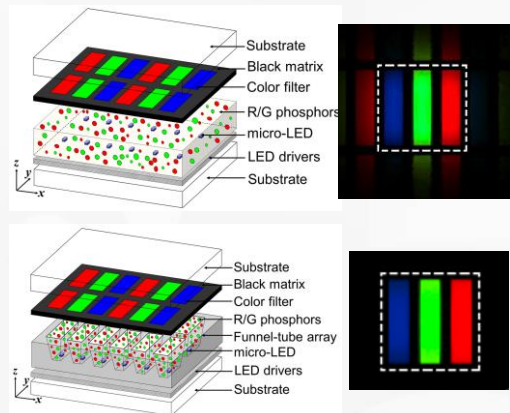 Substrate
Black matrix
Color filter
R/G phosphors
micro-LED
LED drivers
Substrate
z
y
x
Substrate
Black matrix
Color filter
R/G phosphors
Funnel-tube array
micro-LED
LED drivers
Substrate
z
y
x